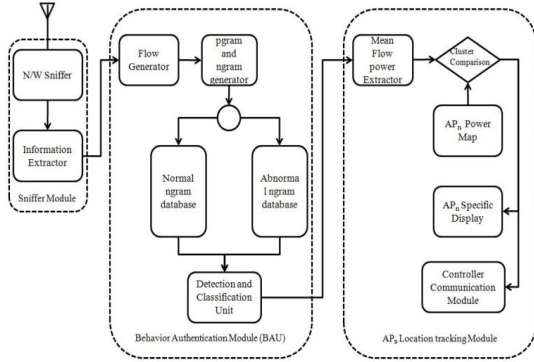 N/W Sniffer
Information
Extractor
Sniffer Module
Flow
Generator
pgram and
ngram
generator
Normal
ngram
database
Abnorma
l ngram
database
Detection and
Classification
Unit
Behavior Authentication Module (BAU)
Mean
Flow
power
Extractor
Cluster
Comparison
APn Power
Map
APn Specific
Display
Controller
Communication
Module
APn Location tracking Module